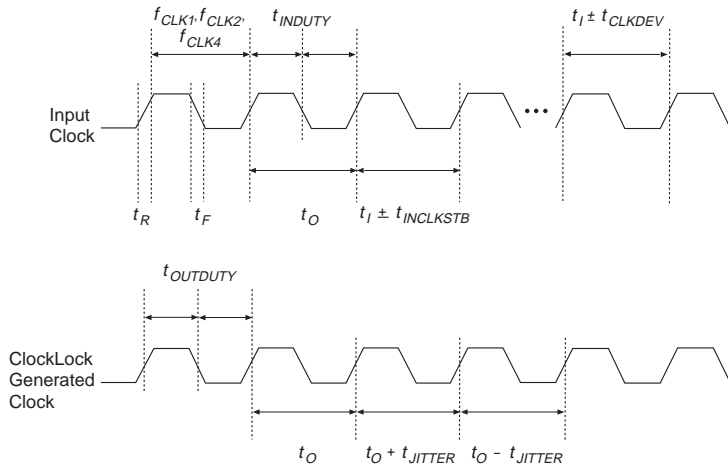 fCLK1, fCLK2,
fCLK4
tINDUTY
tI ± tCLKDEV
Input
Clock
tR
tF
tO
tI ± tINCLKSTB
tOUTDUTY
ClockLock
Generated
Clock
tO
tO + tJITTER
tO – tJITTER